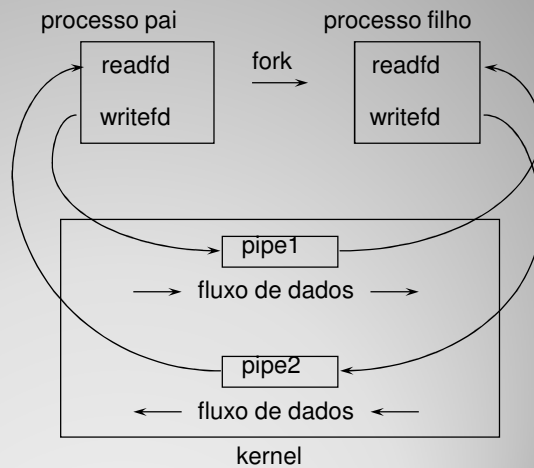 processo pai
processo filho
readfd
fork
readfd
writefd
writefd
pipe1
fluxo de dados
pipe2
fluxo de dados
kernel